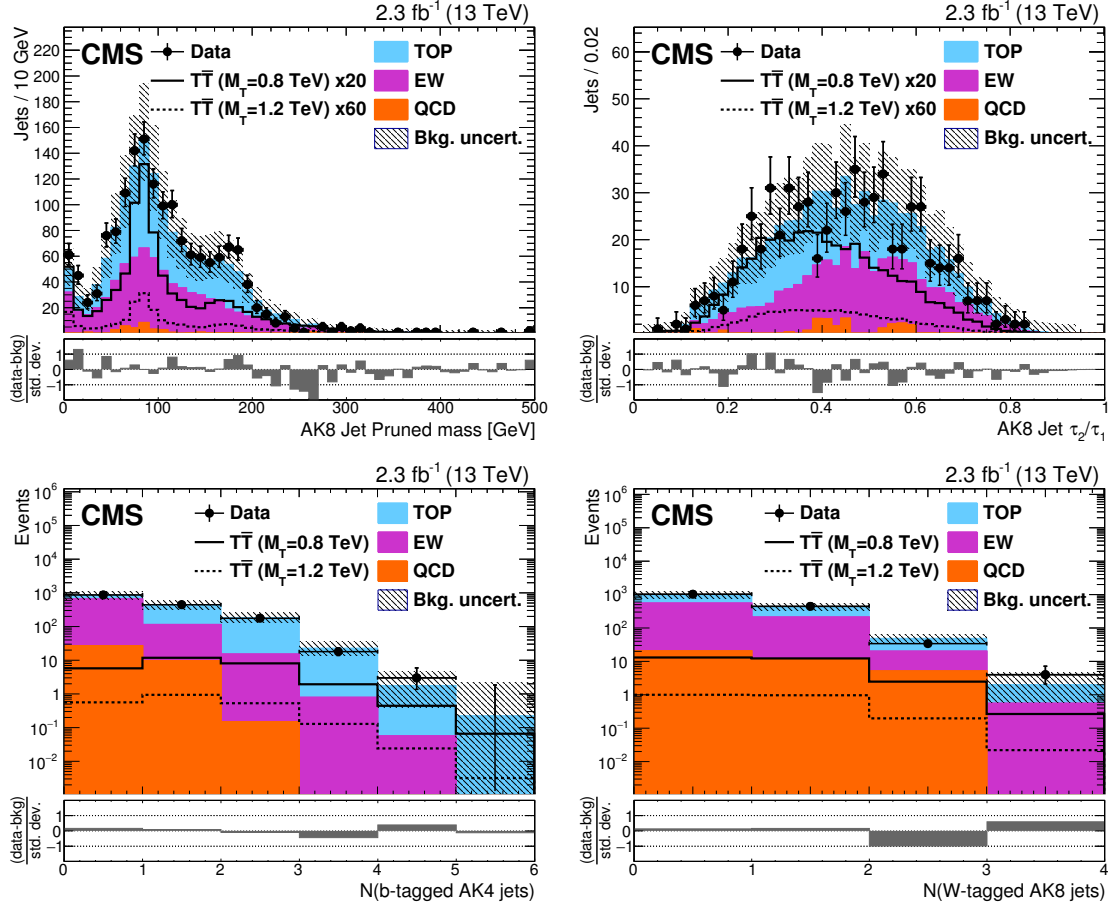 2.3 fb⁻¹ (13 TeV)
CMS
Data
TT̅ (M_T=0.8 TeV) x20
TT̅ (M_T=1.2 TeV) x60
TOP
EW
QCD
Bkg. uncert.
Jets / 10 GeV
220
200
180
160
140
120
100
80
60
40
20
(data-bkg)
std. dev.
1
0
−1
0 100 200 300 400 500
AK8 Jet Pruned mass [GeV]
2.3 fb⁻¹ (13 TeV)
CMS
Data
TT̅ (M_T=0.8 TeV) x20
TT̅ (M_T=1.2 TeV) x60
TOP
EW
QCD
Bkg. uncert.
Jets / 0.02
60
50
40
30
20
10
(data-bkg)
std. dev.
1
0
−1
0 0.2 0.4 0.6 0.8 1
AK8 Jet τ₂/τ₁
2.3 fb⁻¹ (13 TeV)
CMS
Data
TT̅ (M_T=0.8 TeV)
TT̅ (M_T=1.2 TeV)
TOP
EW
QCD
Bkg. uncert.
Events
10⁶
10⁵
10⁴
10³
10²
10
1
10⁻¹
10⁻²
(data-bkg)
std. dev.
1
0
−1
0 1 2 3 4 5 6
N(b-tagged AK4 jets)
2.3 fb⁻¹ (13 TeV)
CMS
Data
TT̅ (M_T=0.8 TeV)
TT̅ (M_T=1.2 TeV)
TOP
EW
QCD
Bkg. uncert.
Events
10⁶
10⁵
10⁴
10³
10²
10
1
10⁻¹
10⁻²
(data-bkg)
std. dev.
1
0
−1
0 1 2 3 4
N(W-tagged AK8 jets)